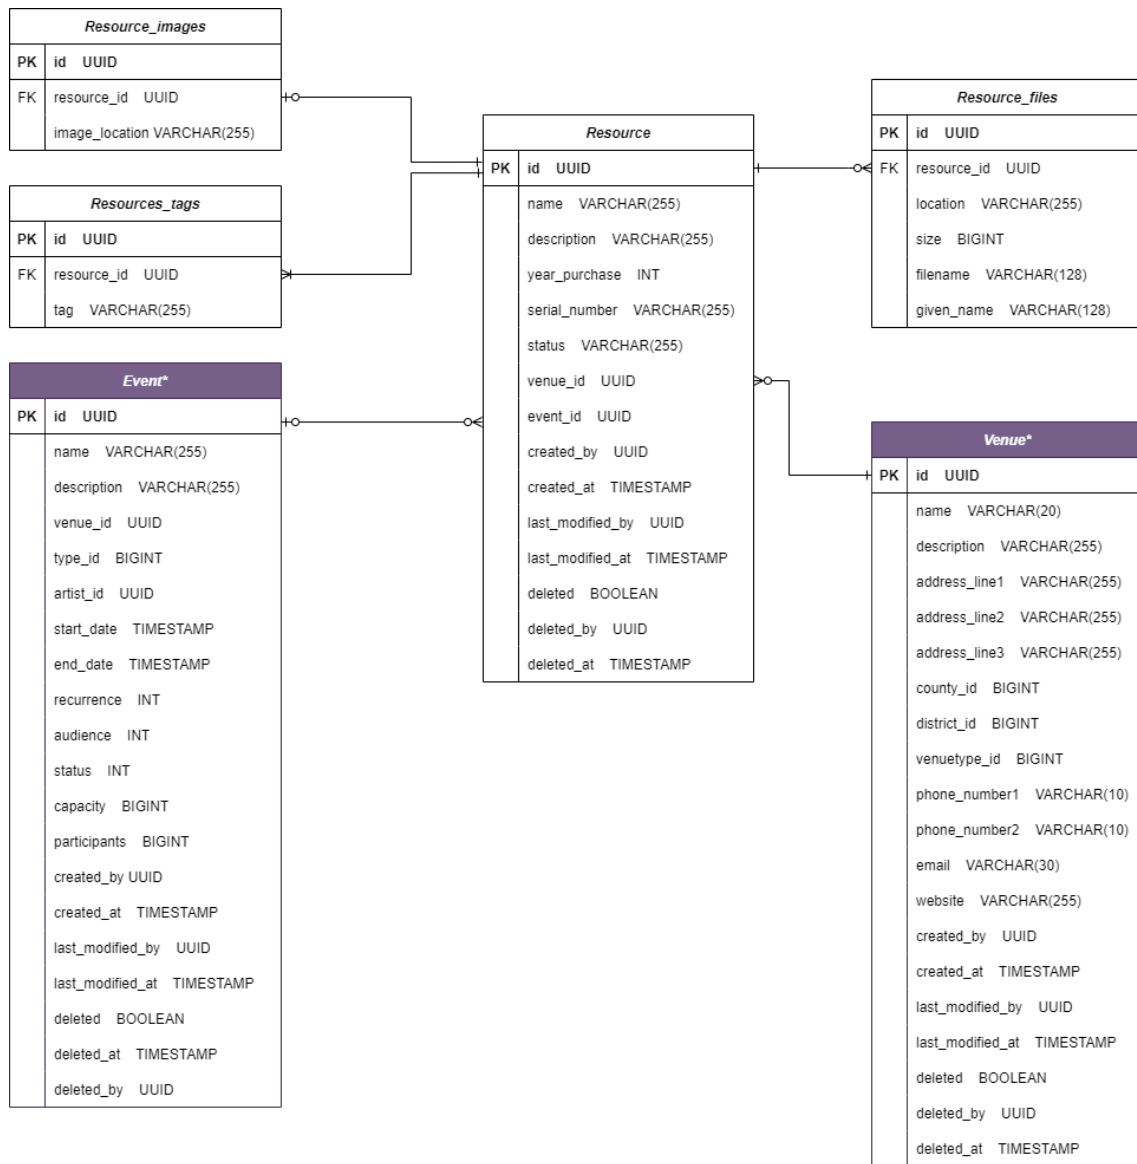 Resource_images
PK id UUID
FK resource_id UUID
image_location VARCHAR(255)
Resources_tags
PK id UUID
FK resource_id UUID
tag VARCHAR(255)
Event*
PK id UUID
name VARCHAR(255)
description VARCHAR(255)
venue_id UUID
type_id BIGINT
artist_id UUID
start_date TIMESTAMP
end_date TIMESTAMP
recurrence INT
audience INT
status INT
capacity BIGINT
participants BIGINT
created_by UUID
created_at TIMESTAMP
last_modified_by UUID
last_modified_at TIMESTAMP
deleted BOOLEAN
deleted_at TIMESTAMP
deleted_by UUID
Resource
PK id UUID
name VARCHAR(255)
description VARCHAR(255)
year_purchase INT
serial_number VARCHAR(255)
status VARCHAR(255)
venue_id UUID
event_id UUID
created_by UUID
created_at TIMESTAMP
last_modified_by UUID
last_modified_at TIMESTAMP
deleted BOOLEAN
deleted_by UUID
deleted_at TIMESTAMP
Resource_files
PK id UUID
FK resource_id UUID
location VARCHAR(255)
size BIGINT
filename VARCHAR(128)
given_name VARCHAR(128)
Venue*
PK id UUID
name VARCHAR(20)
description VARCHAR(255)
address_line1 VARCHAR(255)
address_line2 VARCHAR(255)
address_line3 VARCHAR(255)
county_id BIGINT
district_id BIGINT
venuetype_id BIGINT
phone_number1 VARCHAR(10)
phone_number2 VARCHAR(10)
email VARCHAR(30)
website VARCHAR(255)
created_by UUID
created_at TIMESTAMP
last_modified_by UUID
last_modified_at TIMESTAMP
deleted BOOLEAN
deleted_by UUID
deleted_at TIMESTAMP